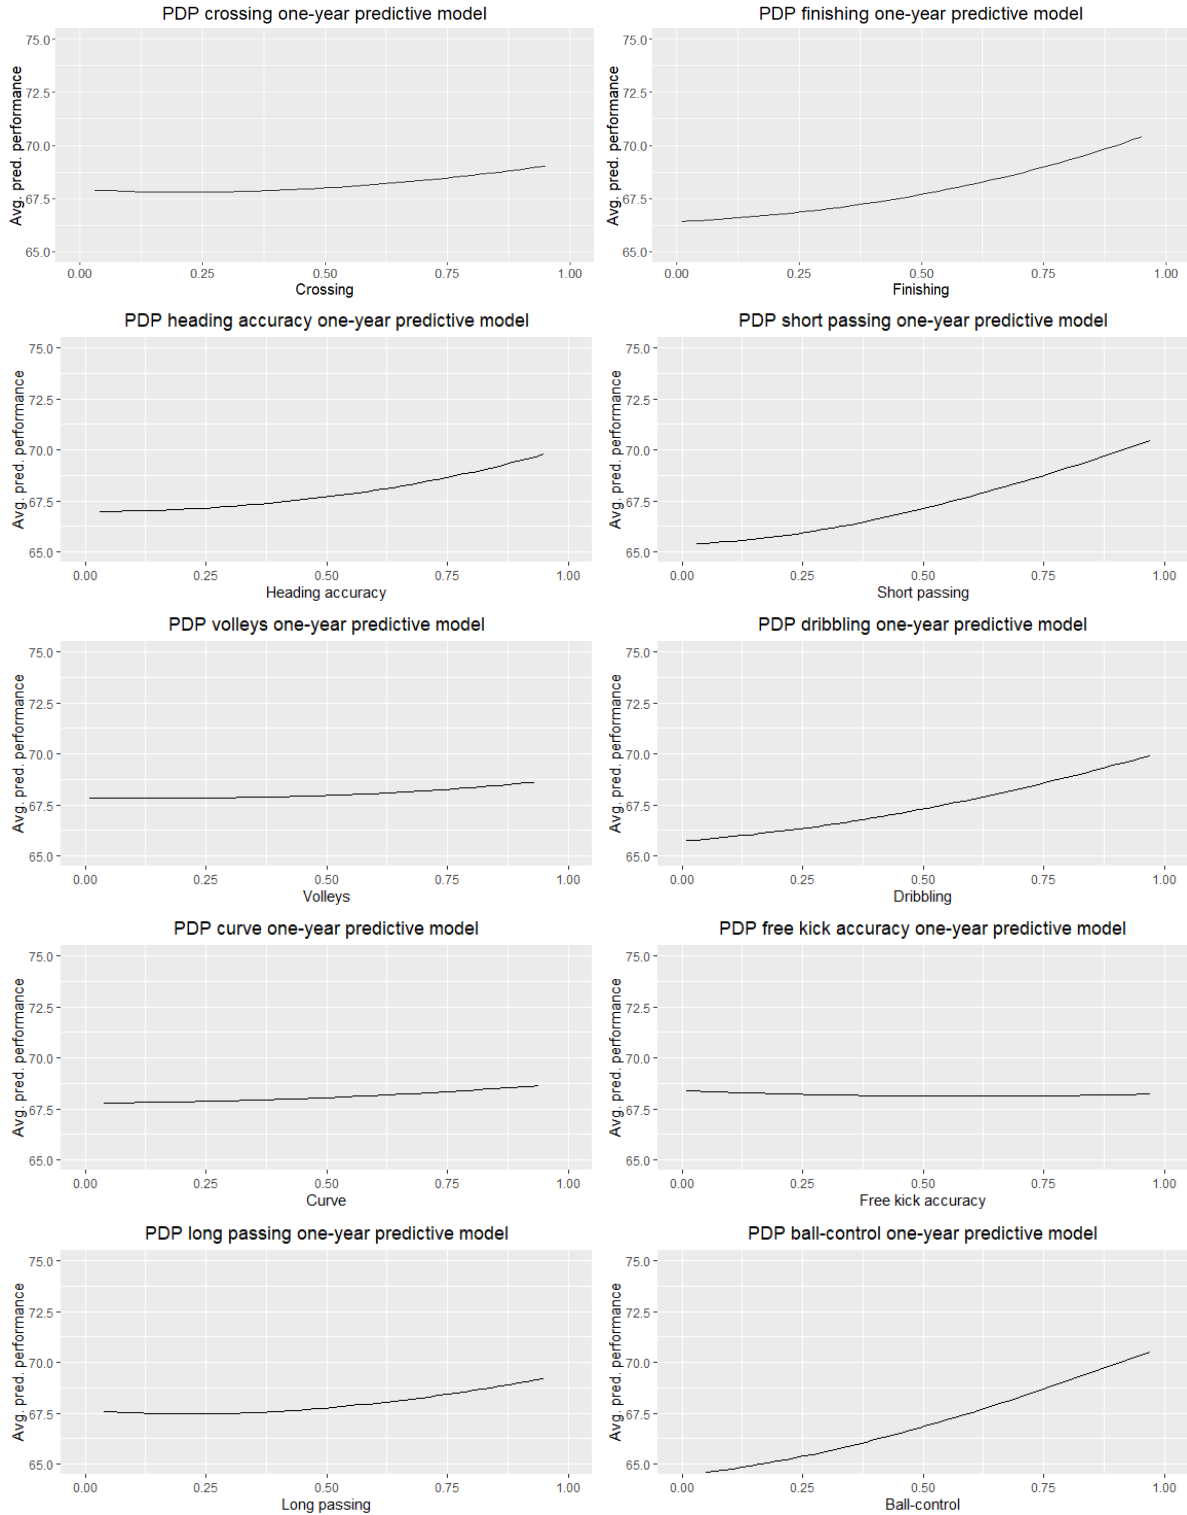 PDP crossing one-year predictive model
Avg. pred. performance
75.0
72.5
70.0
67.5
65.0
0.00 0.25 0.50 0.75 1.00
Crossing
PDP finishing one-year predictive model
Avg. pred. performance
75.0
72.5
70.0
67.5
65.0
0.00 0.25 0.50 0.75 1.00
Finishing
PDP heading accuracy one-year predictive model
Avg. pred. performance
75.0
72.5
70.0
67.5
65.0
0.00 0.25 0.50 0.75 1.00
Heading accuracy
PDP short passing one-year predictive model
Avg. pred. performance
75.0
72.5
70.0
67.5
65.0
0.00 0.25 0.50 0.75 1.00
Short passing
PDP volleys one-year predictive model
Avg. pred. performance
75.0
72.5
70.0
67.5
65.0
0.00 0.25 0.50 0.75 1.00
Volleys
PDP dribbling one-year predictive model
Avg. pred. performance
75.0
72.5
70.0
67.5
65.0
0.00 0.25 0.50 0.75 1.00
Dribbling
PDP curve one-year predictive model
Avg. pred. performance
75.0
72.5
70.0
67.5
65.0
0.00 0.25 0.50 0.75 1.00
Curve
PDP free kick accuracy one-year predictive model
Avg. pred. performance
75.0
72.5
70.0
67.5
65.0
0.00 0.25 0.50 0.75 1.00
Free kick accuracy
PDP long passing one-year predictive model
Avg. pred. performance
75.0
72.5
70.0
67.5
65.0
0.00 0.25 0.50 0.75 1.00
Long passing
PDP ball-control one-year predictive model
Avg. pred. performance
75.0
72.5
70.0
67.5
65.0
0.00 0.25 0.50 0.75 1.00
Ball-control